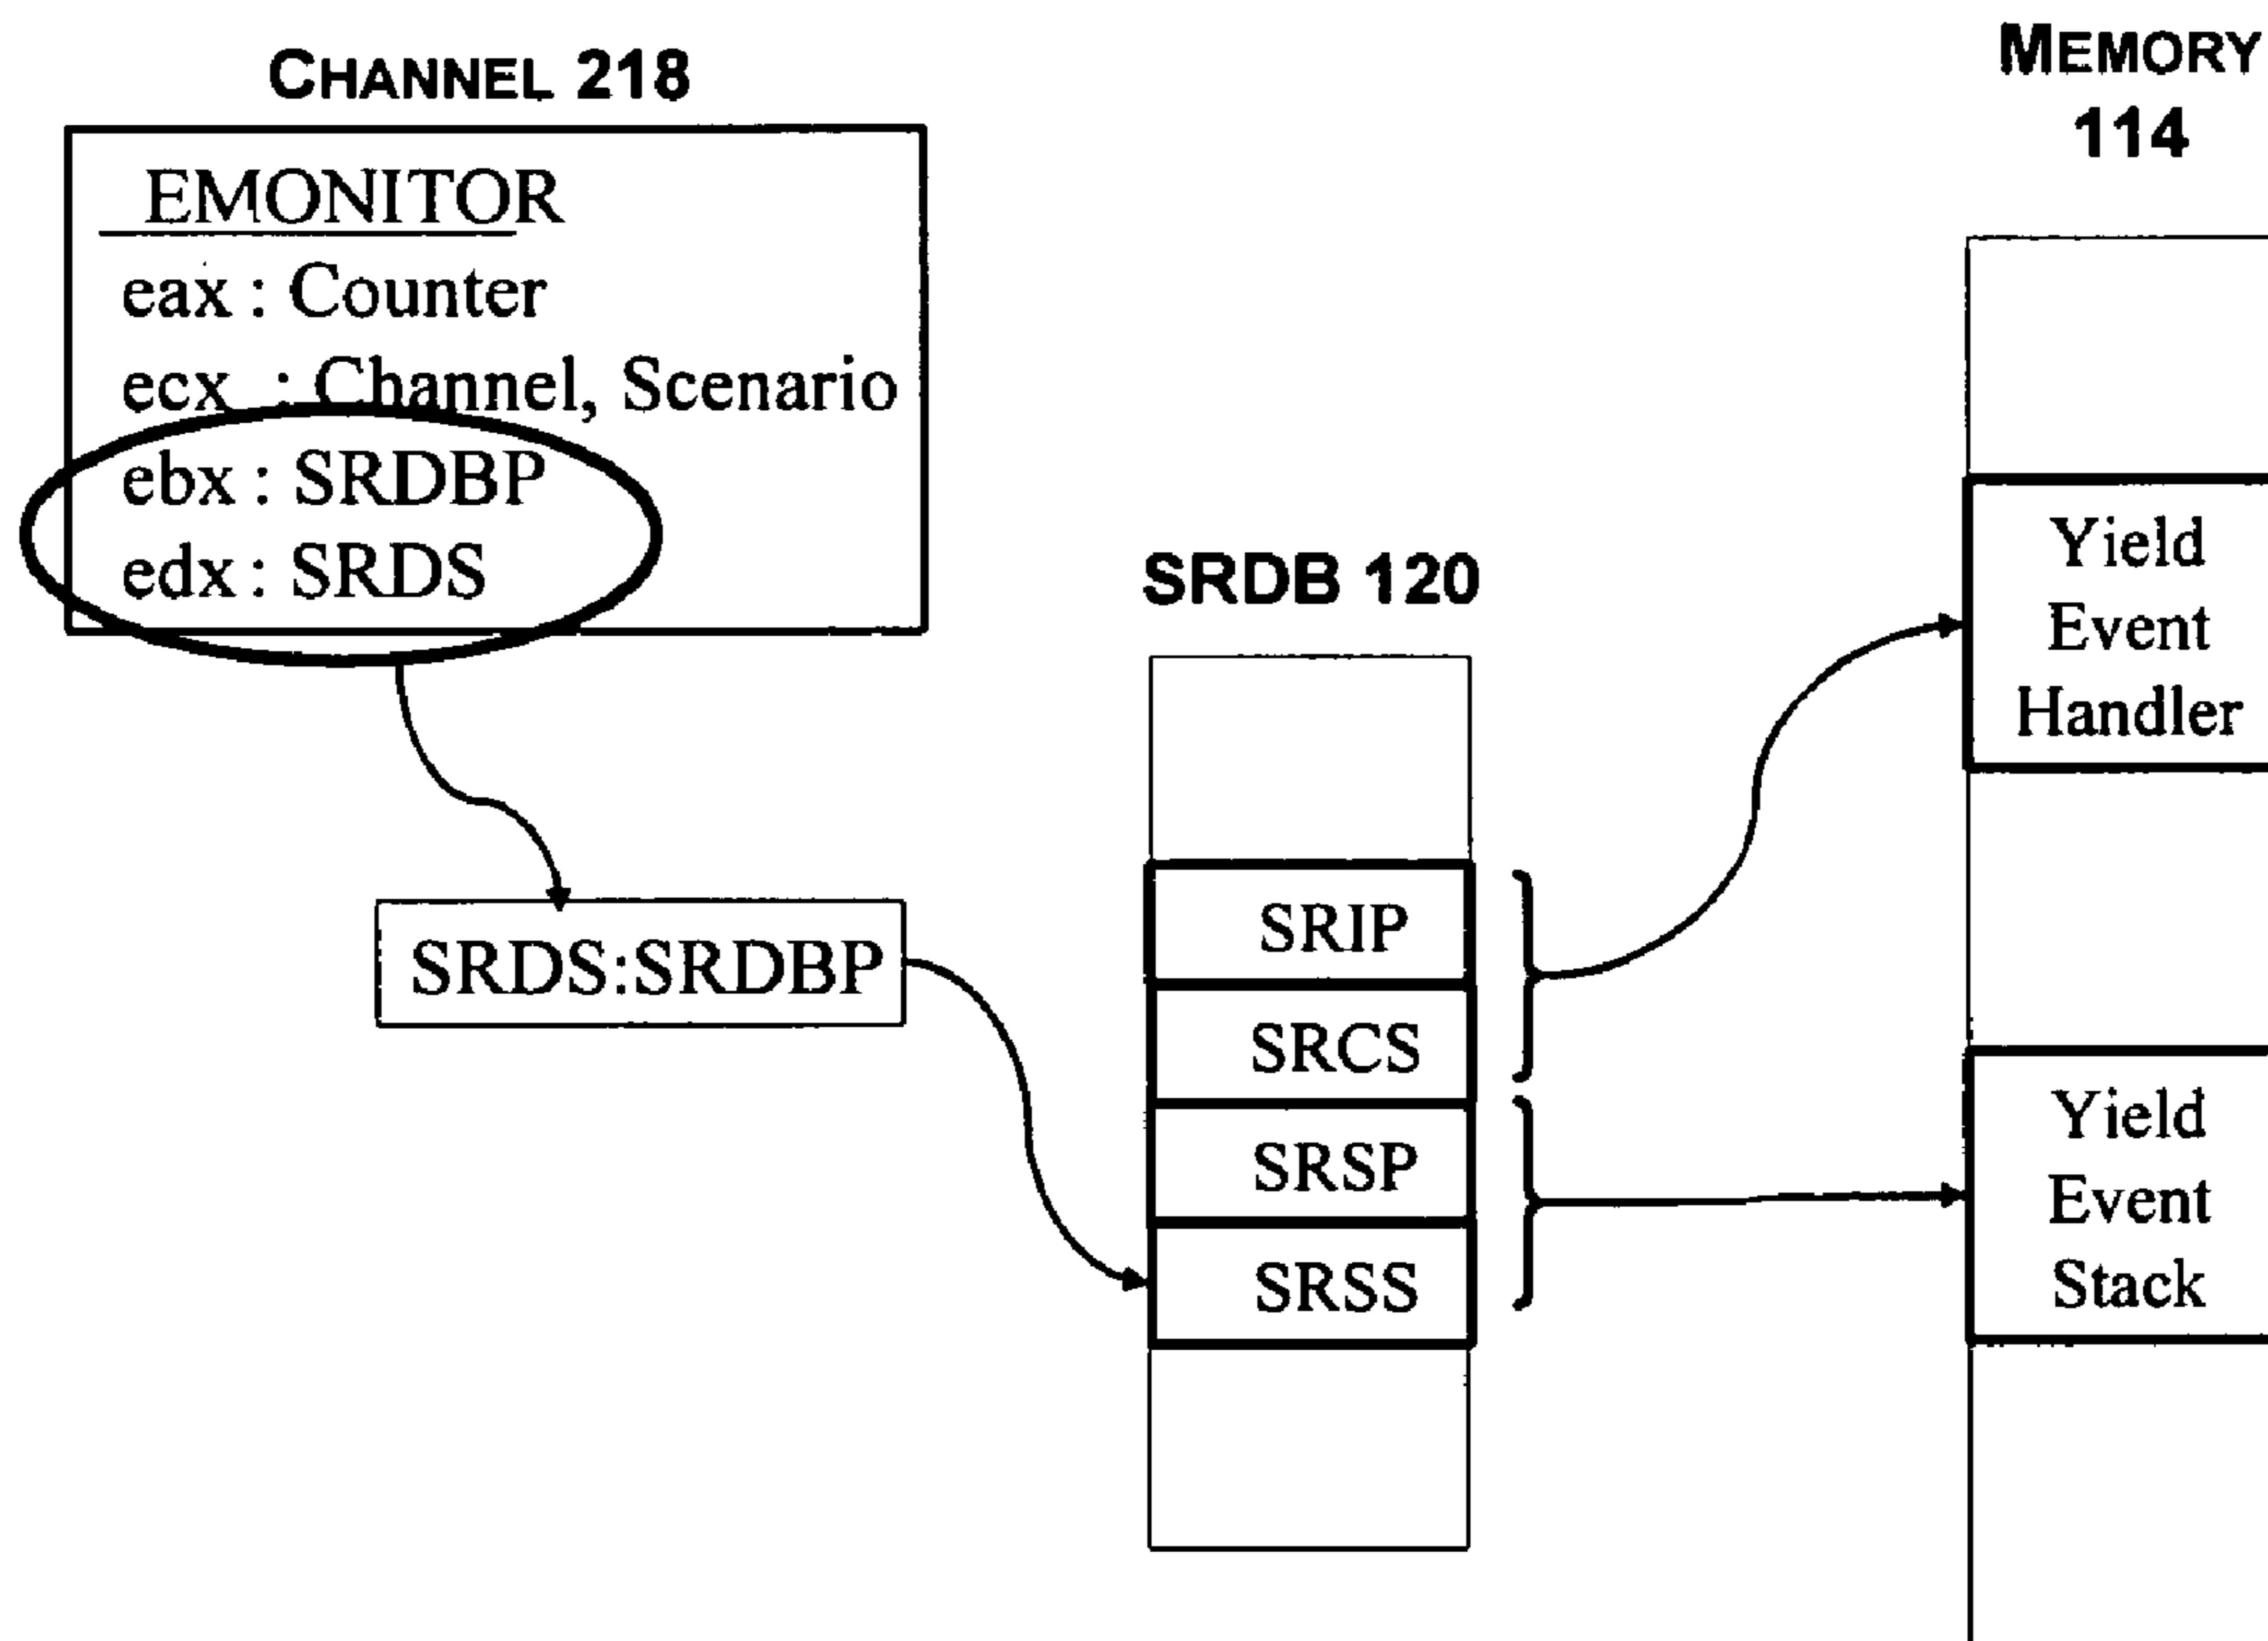 CHANNEL 218
EMONITOR
eax : Counter
ecx : Channel, Scenario
ebx : SRDBP
edx : SRDS
SRDS:SRDBP
SRDB 120
SRIP
SRCS
SRSP
SRSS
MEMORY
114
Yield
Event
Handler
Yield
Event
Stack